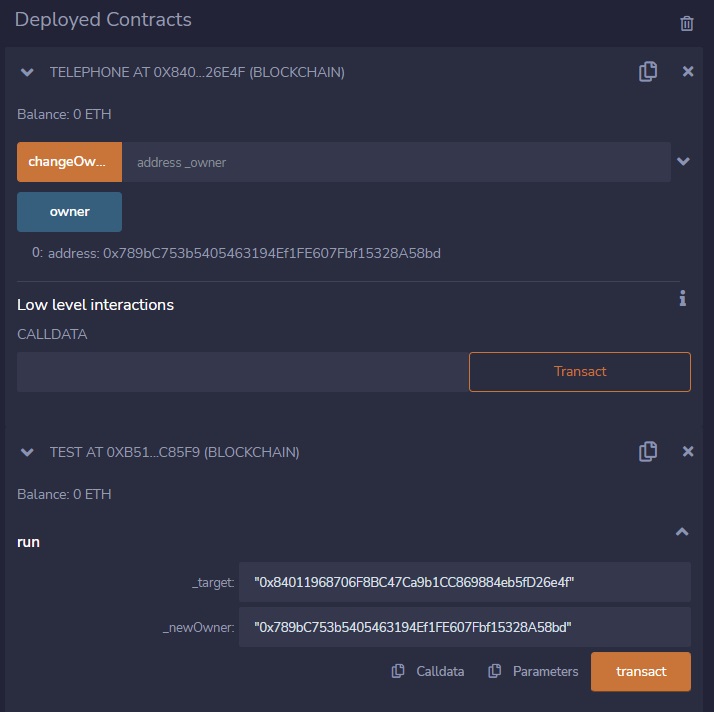 Deployed Contracts
TELEPHONE AT 0X840...26E4F (BLOCKCHAIN)
Balance: 0 ETH
changeOw... address _owner
owner
0: address: 0x789bC753b5405463194Ef1FE607Fbf15328A58bd
Low level interactions
CALLDATA
Transact
TEST AT 0XB51...C85F9 (BLOCKCHAIN)
Balance: 0 ETH
run
_target: "0x84011968706F8BC47Ca9b1CC869884eb5fD26e4f"
_newOwner: "0x789bC753b5405463194Ef1FE607Fbf15328A58bd"
Calldata Parameters transact